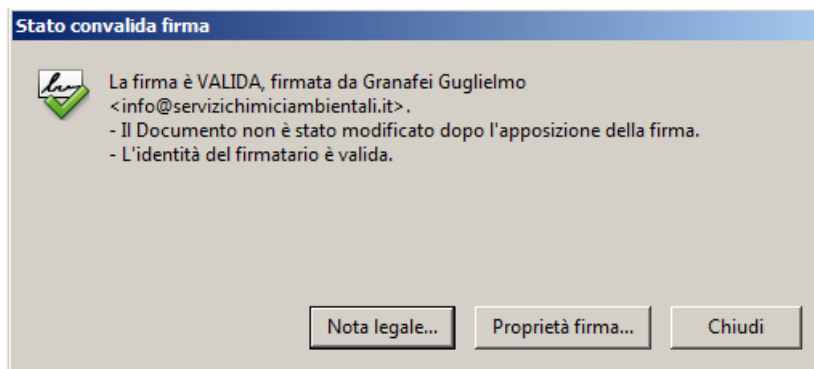 Stato convalida firma
La firma è VALIDA, firmata da Granafei Guglielmo
<info@servizichimiciambientali.it>.
- Il Documento non è stato modificato dopo l'apposizione della firma.
- L'identità del firmatario è valida.
Nota legale... Proprietà firma... Chiudi